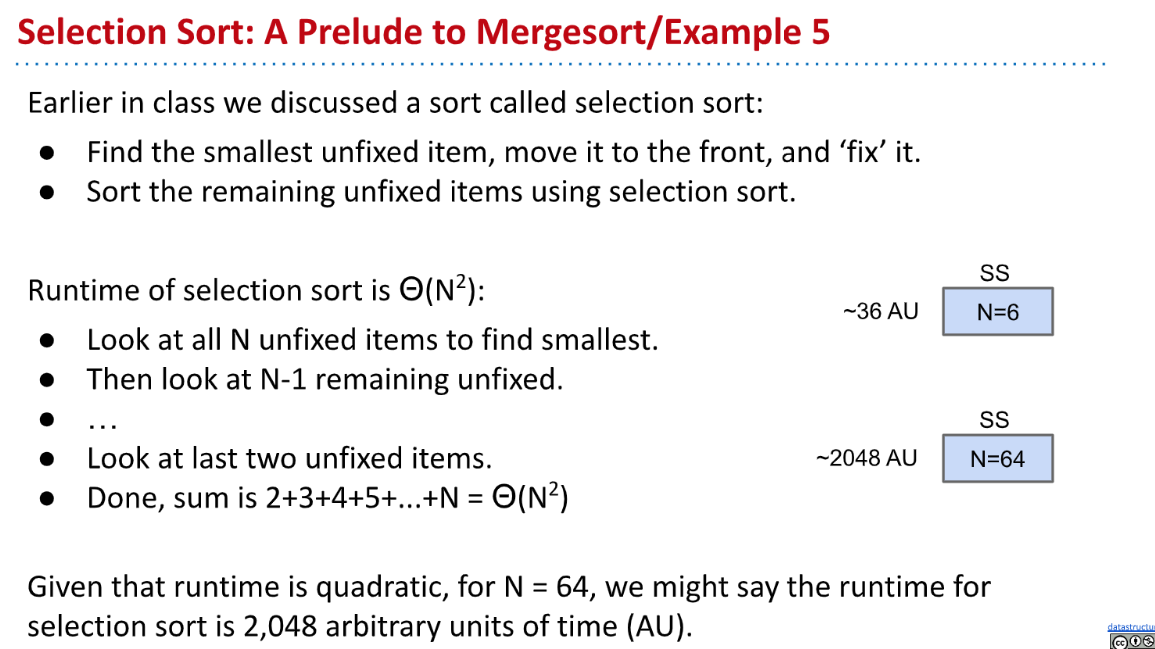 Selection Sort: A Prelude to Mergesort/Example 5
Earlier in class we discussed a sort called selection sort:
● Find the smallest unfixed item, move it to the front, and ‘fix’ it.
● Sort the remaining unfixed items using selection sort.
Runtime of selection sort is Θ(N²):
● Look at all N unfixed items to find smallest.
● Then look at N-1 remaining unfixed.
● …
● Look at last two unfixed items.
● Done, sum is 2+3+4+5+...+N = Θ(N²)
SS
~36 AU N=6
SS
~2048 AU N=64
Given that runtime is quadratic, for N = 64, we might say the runtime for
selection sort is 2,048 arbitrary units of time (AU).
datastructur